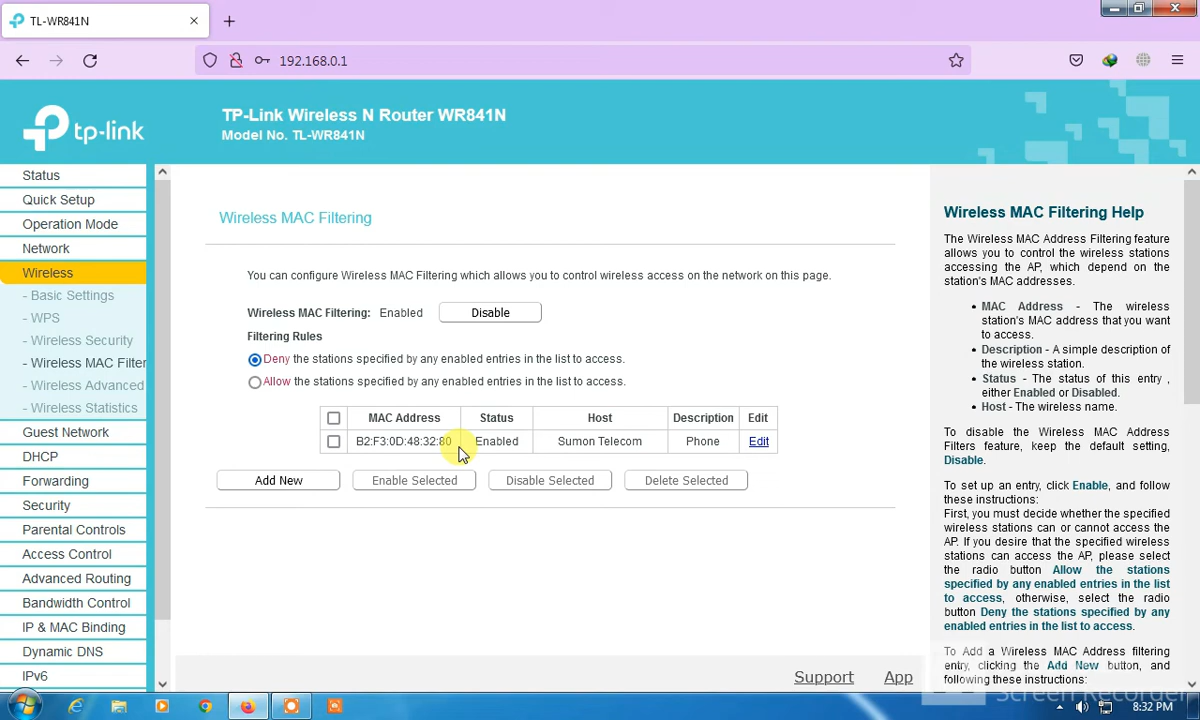 TL-WR841N
192.168.0.1
tp-link
TP-Link Wireless N Router WR841N
Model No. TL-WR841N
Status
Quick Setup
Operation Mode
Network
Wireless
- Basic Settings
- WPS
- Wireless Security
- Wireless MAC Filter
- Wireless Advanced
- Wireless Statistics
Guest Network
DHCP
Forwarding
Security
Parental Controls
Access Control
Advanced Routing
Bandwidth Control
IP & MAC Binding
Dynamic DNS
IPv6
Wireless MAC Filtering
You can configure Wireless MAC Filtering which allows you to control wireless access on the network on this page.
Wireless MAC Filtering: Enabled Disable
Filtering Rules
Deny the stations specified by any enabled entries in the list to access.
Allow the stations specified by any enabled entries in the list to access.
MAC Address Status Host Description Edit
B2:F3:0D:48:32:80 Enabled Sumon Telecom Phone Edit
Add New Enable Selected Disable Selected Delete Selected
Support App
Wireless MAC Filtering Help
The Wireless MAC Address Filtering feature
allows you to control the wireless stations
accessing the AP, which depend on the
station's MAC addresses.
• MAC Address - The wireless
station's MAC address that you want
to access.
• Description - A simple description of
the wireless station.
• Status - The status of this entry ,
either Enabled or Disabled.
• Host - The wireless name.
To disable the Wireless MAC Address
Filters feature, keep the default setting,
Disable.
To set up an entry, click Enable, and follow
these instructions:
First, you must decide whether the specified
wireless stations can or cannot access the
AP. If you desire that the specified wireless
stations can access the AP, please select
the radio button Allow the stations
specified by any enabled entries in the list
to access, otherwise, select the radio
button Deny the stations specified by any
enabled entries in the list to access.
To Add a Wireless MAC Address filtering
entry, clicking the Add New button, and
following these instructions:
Screen Recorder
8:32 PM